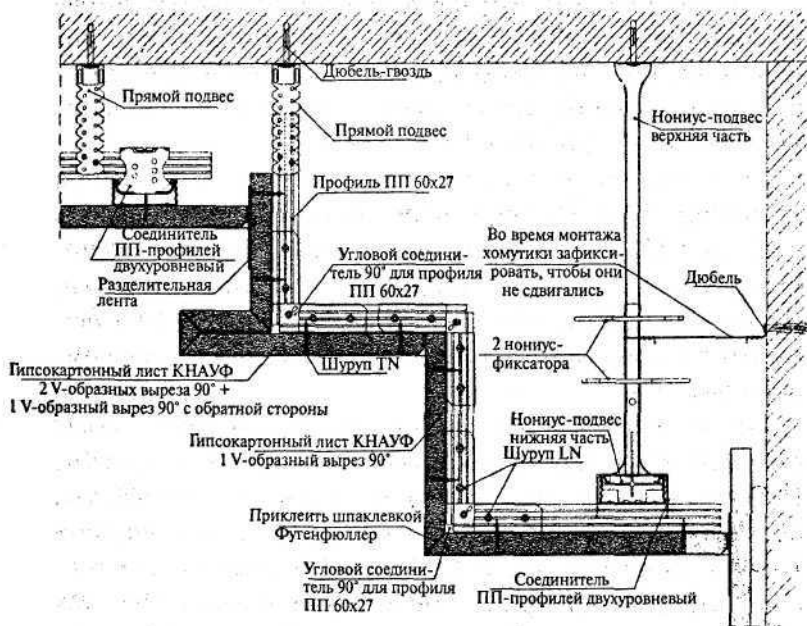 Дюбель-гвоздь
Прямой подвес
Прямой подвес
Нониус-подвес
верхняя часть
Профиль ПП 60х27
Соединитель
ПП-профилей
двухуровневый
Разделительная
лента
Угловой соедини-
тель 90° для профиля
ПП 60х27
Во время монтажа
хомутики зафикси-
ровать, чтобы они
не сдвигались
Дюбель
2 нониус-
фиксатора
Шуруп TN
Гипсокартонный лист КНАУФ
2 V-образных выреза 90° +
1 V-образный вырез 90° с обратной стороны
Гипсокартонный лист КНАУФ
1 V-образный вырез 90°
Нониус-подвес
нижняя часть
Шуруп LN
Приклеить шпаклевкой
Футенфюллер
Угловой соедини-
тель 90° для профиля
ПП 60х27
Соединитель
ПП-профилей двухуровневый